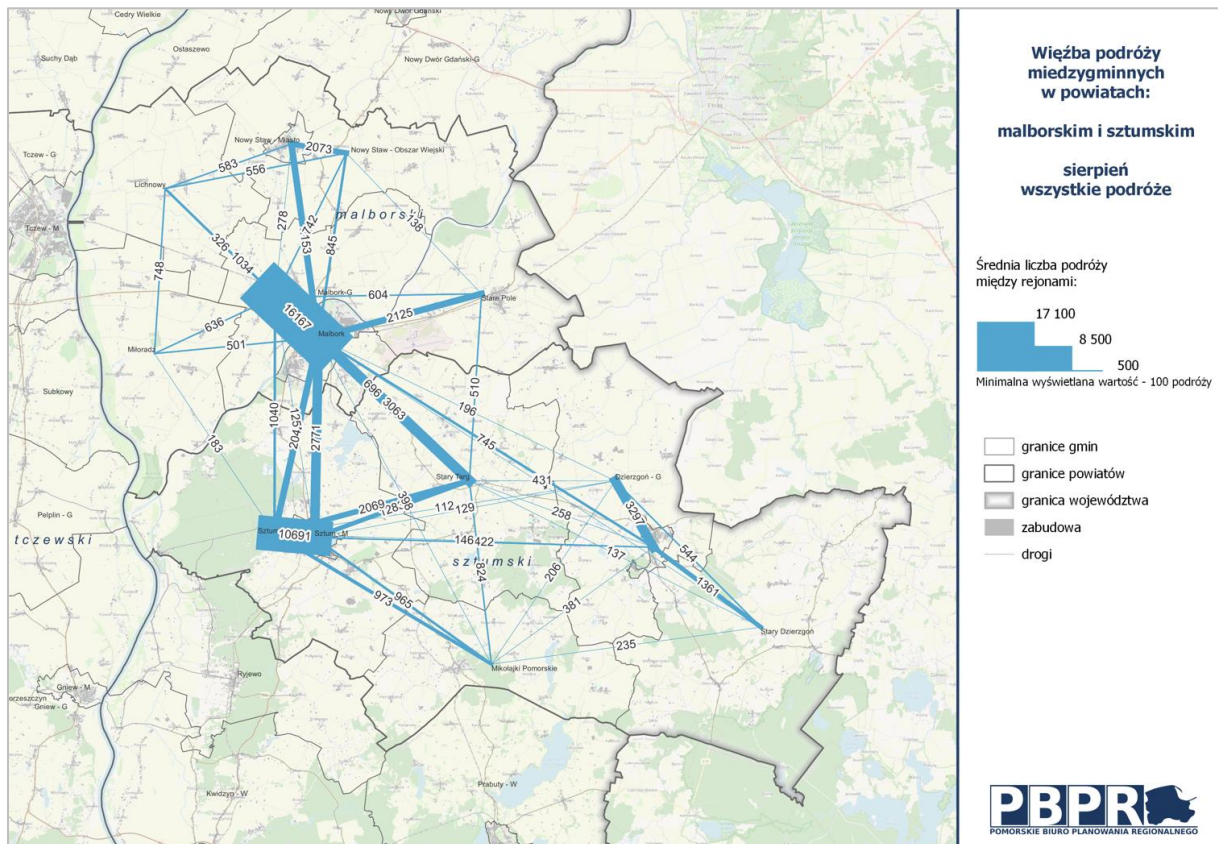 Cedry Wielkie
Nowy Dwór Gdański
Ostaszewo
Suchy Dąb
Nowy Dwór Gdański-G
Nowy Staw - Miasto
2073
Nowy Staw - Obszar Wiejski
Tczew - G
583
556
Lichnowy
278
742
malborski
138
Tczew - M
153
845
326
1034
748
Malbork-G
604
Stare Pole
16167
2125
636
Malbork
501
Miłoradz
Subkowy
696
3063
510
196
1040
125
204
2771
745
183
Stary Targ
431
Dzierzgoń - G
2069
128
398
112
129
258
3297
Pelplin - G
tczewski
Sztum
10691
Sztum - M
146
422
137
544
sztumski
824
206
1361
965
973
381
Stary Dzierzgoń
235
Mikołajki Pomorskie
Ryjewo
Gniew - M
orzeszczyn
Gniew - G
Prabuty - W
Kwidzyn - W
Więźba podróży
miedzygminnych
w powiatach:
malborskim i sztumskim
sierpień
wszystkie podróże
Średnia liczba podróży
między rejonami:
17 100
8 500
500
Minimalna wyświetlana wartość - 100 podróży
granice gmin
granice powiatów
granica województwa
zabudowa
drogi
PBPR
POMORSKIE BIURO PLANOWANIA REGIONALNEGO